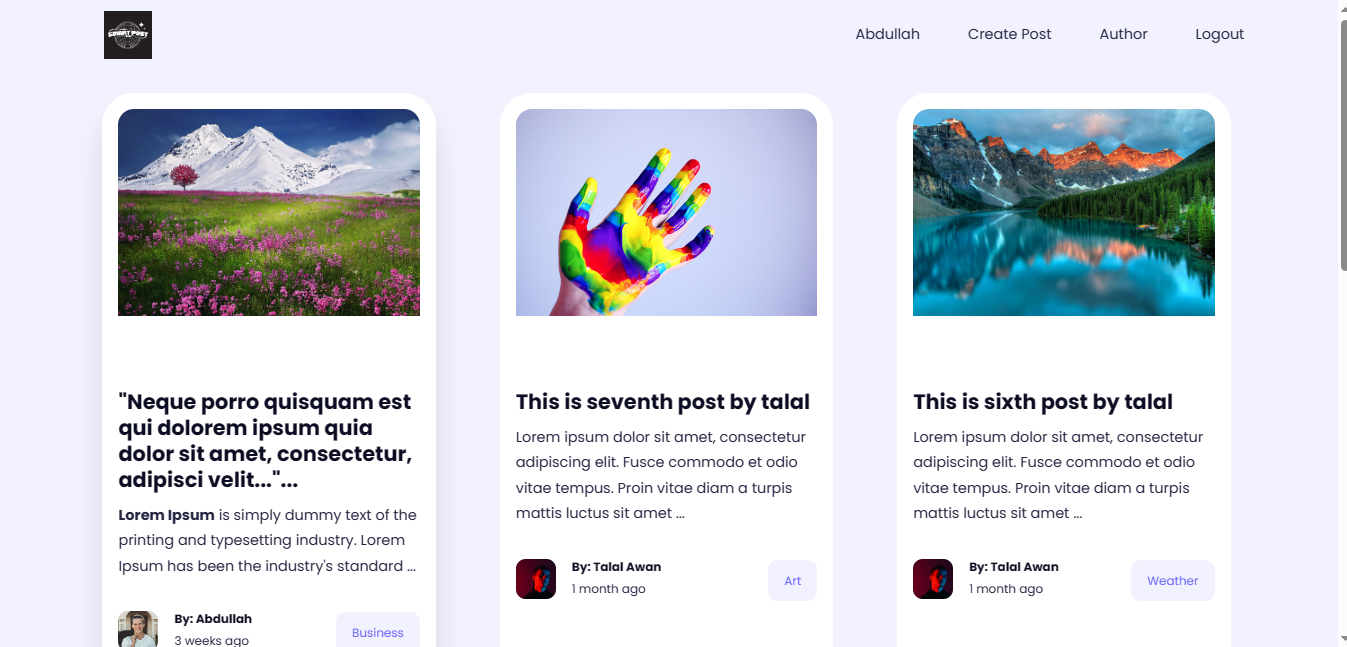 SMART POST
Abdullah
Create Post
Author
Logout
"Neque porro quisquam est
qui dolorem ipsum quia
dolor sit amet, consectetur,
adipisci velit..."...
Lorem Ipsum is simply dummy text of the
printing and typesetting industry. Lorem
Ipsum has been the industry's standard ...
By: Abdullah
3 weeks ago
Business
This is seventh post by talal
Lorem ipsum dolor sit amet, consectetur
adipiscing elit. Fusce commodo et odio
vitae tempus. Proin vitae diam a turpis
mattis luctus sit amet ...
By: Talal Awan
1 month ago
Art
This is sixth post by talal
Lorem ipsum dolor sit amet, consectetur
adipiscing elit. Fusce commodo et odio
vitae tempus. Proin vitae diam a turpis
mattis luctus sit amet ...
By: Talal Awan
1 month ago
Weather